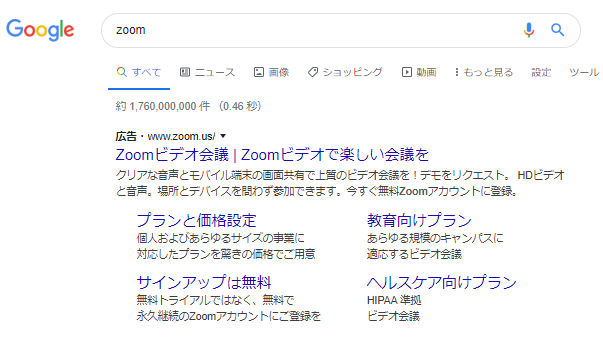 Google
zoom
すべて ニュース 画像 ショッピング 動画 もっと見る 設定 ツール
約 1,760,000,000 件 （0.46 秒）
広告・www.zoom.us/
Zoomビデオ会議 | Zoomビデオで楽しい会議を
クリアな音声とモバイル端末の画面共有で上質のビデオ会議を！デモをリクエスト。 HDビデオ
と音声。場所とデバイスを問わず参加できます。今すぐ無料Zoomアカウントに登録。
プランと価格設定
個人およびあらゆるサイズの事業に
対応したプランを驚きの価格でご用意
教育向けプラン
あらゆる規模のキャンパスに
適応するビデオ会議
サインアップは無料
無料トライアルではなく、無料で
永久継続のZoomアカウントにご登録を
ヘルスケア向けプラン
HIPAA 準拠
ビデオ会議